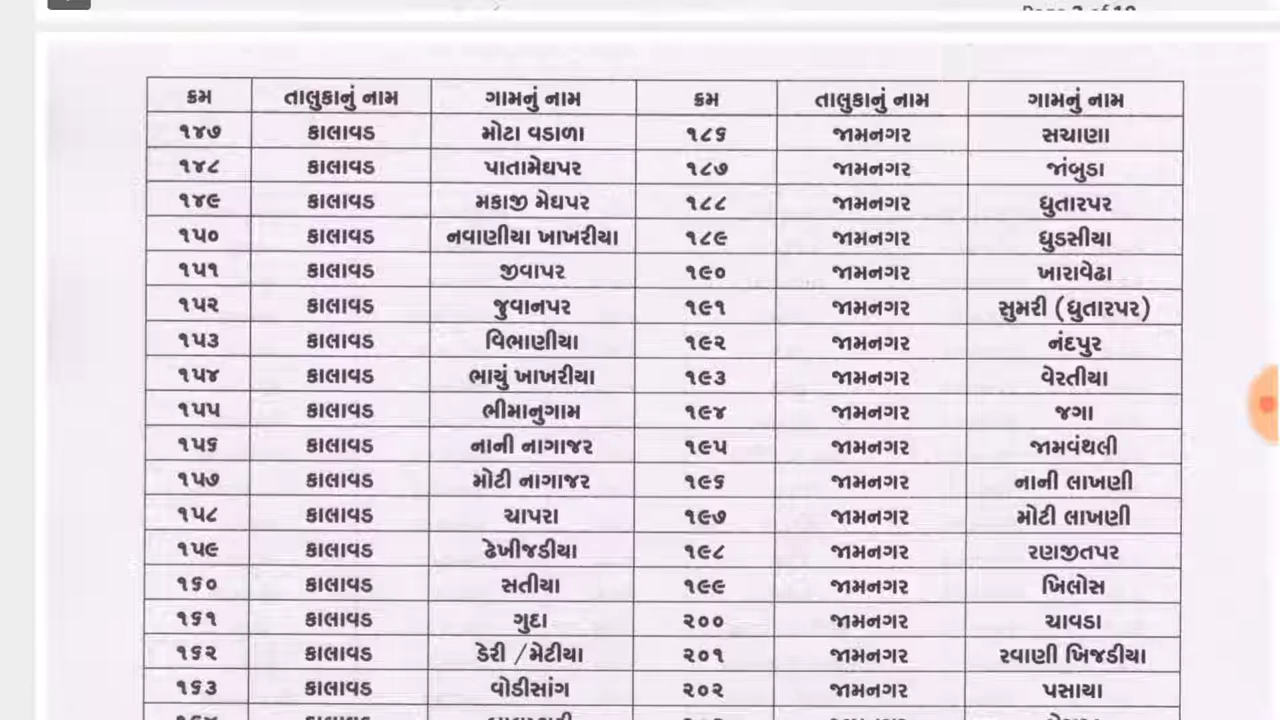 ક્રમ તાલુકાનું નામ ગામનું નામ ક્રમ તાલુકાનું નામ ગામનું નામ
૧૪૭ કાલાવડ મોટા વડાળા ૧૮૬ જામનગર સચાણા
૧૪૮ કાલાવડ પાતામેઘપર ૧૮૭ જામનગર જાંબુડા
૧૪૯ કાલાવડ મકાજી મેઘપર ૧૮૮ જામનગર ધુતારપર
૧૫૦ કાલાવડ નવાણીયા ખાખરીયા ૧૮૯ જામનગર ધુડસીયા
૧૫૧ કાલાવડ જીવાપર ૧૯૦ જામનગર ખારાવેઢા
૧૫૨ કાલાવડ જુવાનપર ૧૯૧ જામનગર સુમરી (ધુતારપર)
૧૫૩ કાલાવડ વિભાણીયા ૧૯૨ જામનગર નંદપુર
૧૫૪ કાલાવડ ભાયું ખાખરીયા ૧૯૩ જામનગર વેરતીયા
૧૫૫ કાલાવડ ભીમાનુગામ ૧૯૪ જામનગર જગા
૧૫૬ કાલાવડ નાની નાગાજર ૧૯૫ જામનગર જામવંથલી
૧૫૭ કાલાવડ મોટી નાગાજર ૧૯૬ જામનગર નાની લાખણી
૧૫૮ કાલાવડ ચાપરા ૧૯૭ જામનગર મોટી લાખણી
૧૫૯ કાલાવડ ઢેખીજડીયા ૧૯૮ જામનગર રણજીતપર
૧૬૦ કાલાવડ સતીયા ૧૯૯ જામનગર ખિલોસ
૧૬૧ કાલાવડ ગુદા ૨૦૦ જામનગર ચાવડા
૧૬૨ કાલાવડ ડેરી /મેટીયા ૨૦૧ જામનગર રવાણી ખિજડીયા
૧૬૩ કાલાવડ વોડીસાંગ ૨૦૨ જામનગર પસાયા